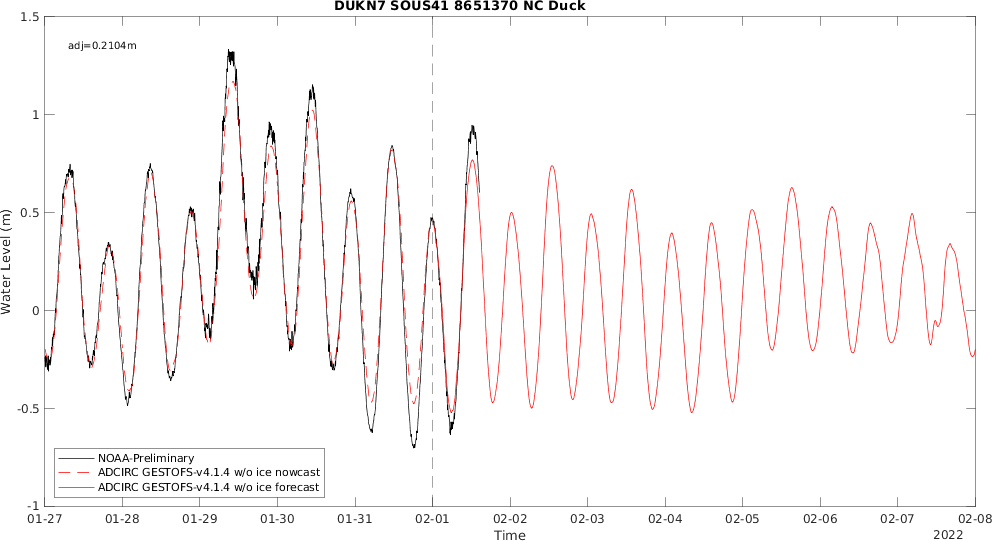 DUKN7 SOUS41 8651370 NC Duck
adj=0.2104m
1.5
1
0.5
0
-0.5
-1
Water Level (m)
NOAA-Preliminary
ADCIRC GESTOFS-v4.1.4 w/o ice nowcast
ADCIRC GESTOFS-v4.1.4 w/o ice forecast
01-27 01-28 01-29 01-30 01-31 02-01 02-02 02-03 02-04 02-05 02-06 02-07 02-08
Time
2022